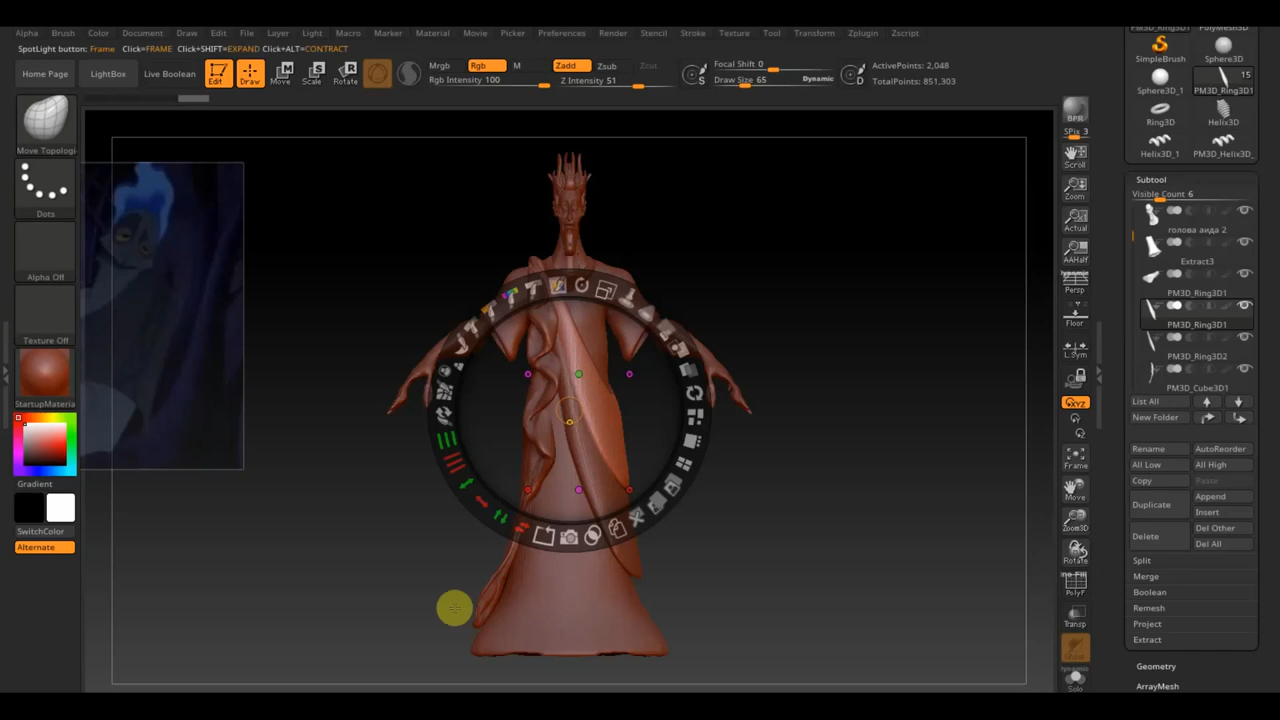 PM3D_Ring3D1 PolyMesh3D
Alpha Brush Color Document Draw Edit File Layer Light Macro Marker Material Movie Picker Preferences Render Stencil Stroke Texture Tool Transform Zplugin Zscript
SpotLight button: Frame Click=FRAME Click+SHIFT=EXPAND Click+ALT=CONTRACT
Home Page LightBox Live Boolean Edit Draw Move Scale Rotate
Mrgb Rgb M Zadd Zsub Zcut
Rgb Intensity 100 Z Intensity 51
Focal Shift 0
Draw Size 65 Dynamic
S D
ActivePoints: 2,048
TotalPoints: 851,303
SimpleBrush Sphere3D
15
Sphere3D_1 PM3D_Ring3D1
Ring3D Helix3D
Helix3D_1 PM3D_Helix3D_
Move Topologi
Dots
Alpha Off
Texture Off
StartupMateria
Gradient
SwitchColor
Alternate
BPR
SPix 3
Scroll
Zoom
Actual
AAHalf
Persp
Floor
L.Sym
XYZ
Frame
Move
Zoom3D
Rotate
PolyF
Transp
Solo
Subtool
Visible Count 6
голова аида 2
Extract3
PM3D_Ring3D1
PM3D_Ring3D1
PM3D_Ring3D2
PM3D_Cube3D1
List All
New Folder
Rename AutoReorder
All Low All High
Copy Paste
Duplicate Append
Insert
Delete Del Other
Del All
Split
Merge
Boolean
Remesh
Project
Extract
Geometry
ArrayMesh